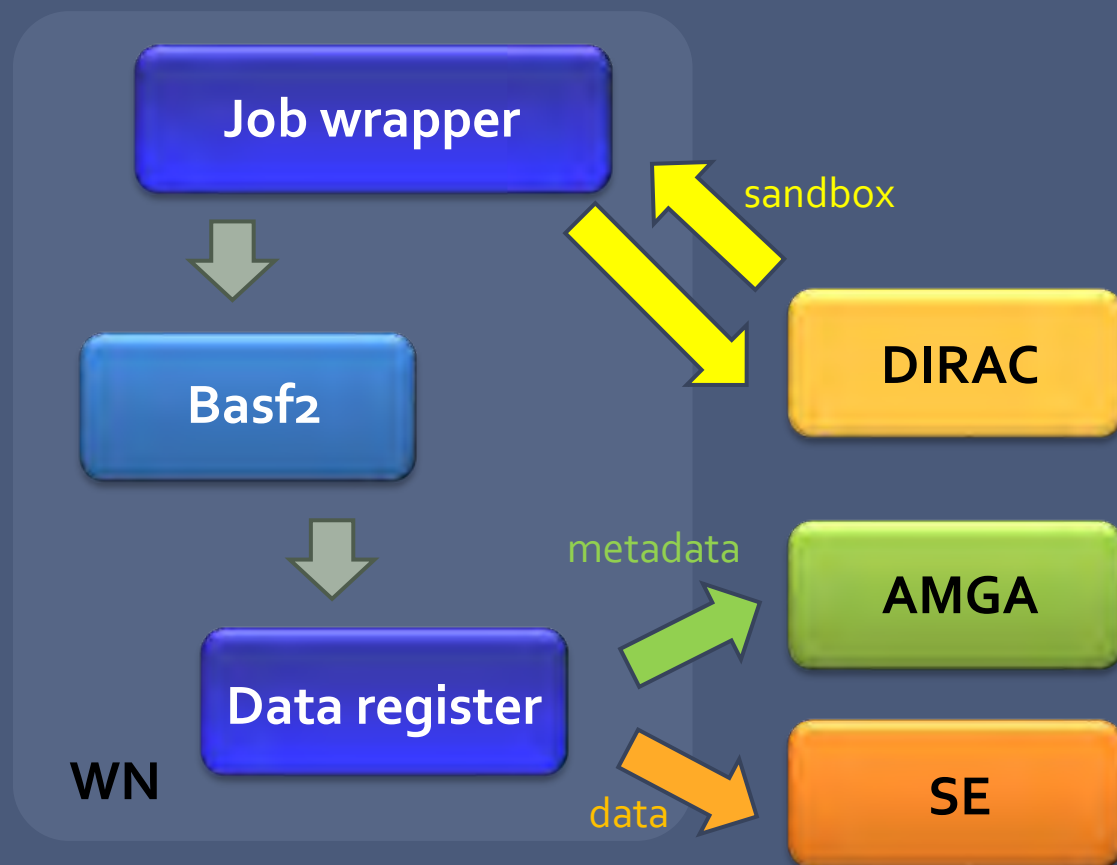 Job wrapper
sandbox
DIRAC
Basf2
metadata
AMGA
Data register
WN
data
SE